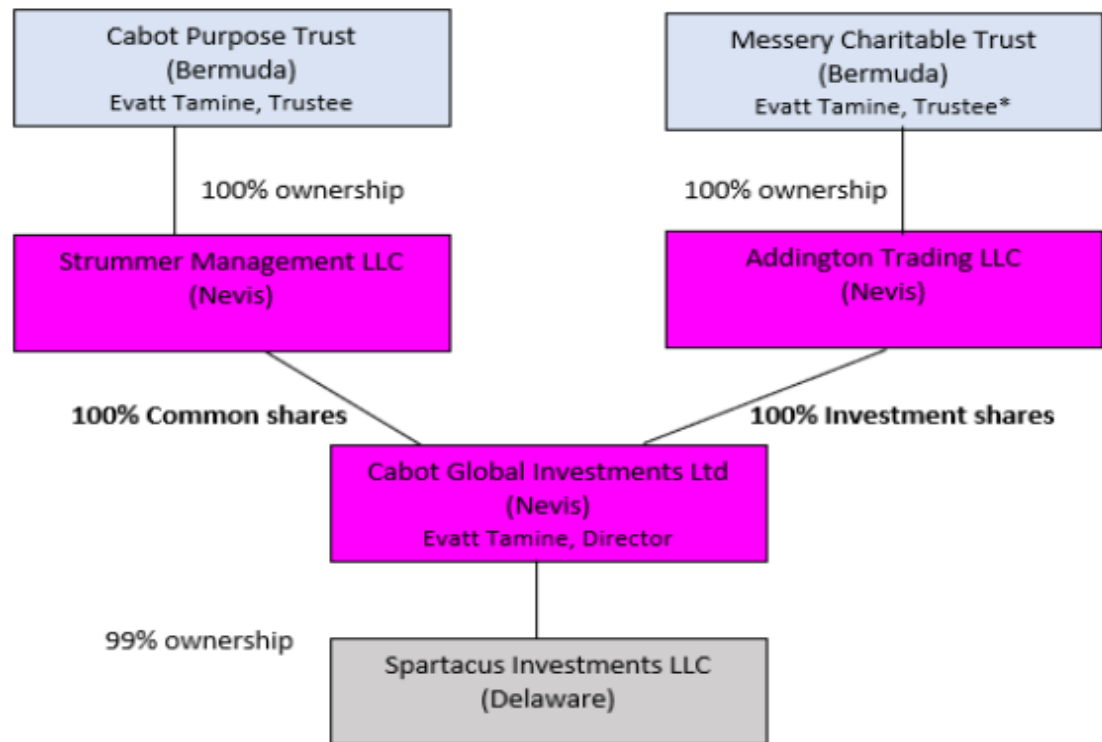 Cabot Purpose Trust
(Bermuda)
Evatt Tamine, Trustee
Messery Charitable Trust
(Bermuda)
Evatt Tamine, Trustee*
100% ownership
100% ownership
Strummer Management LLC
(Nevis)
Addington Trading LLC
(Nevis)
100% Common shares
100% Investment shares
Cabot Global Investments Ltd
(Nevis)
Evatt Tamine, Director
99% ownership
Spartacus Investments LLC
(Delaware)